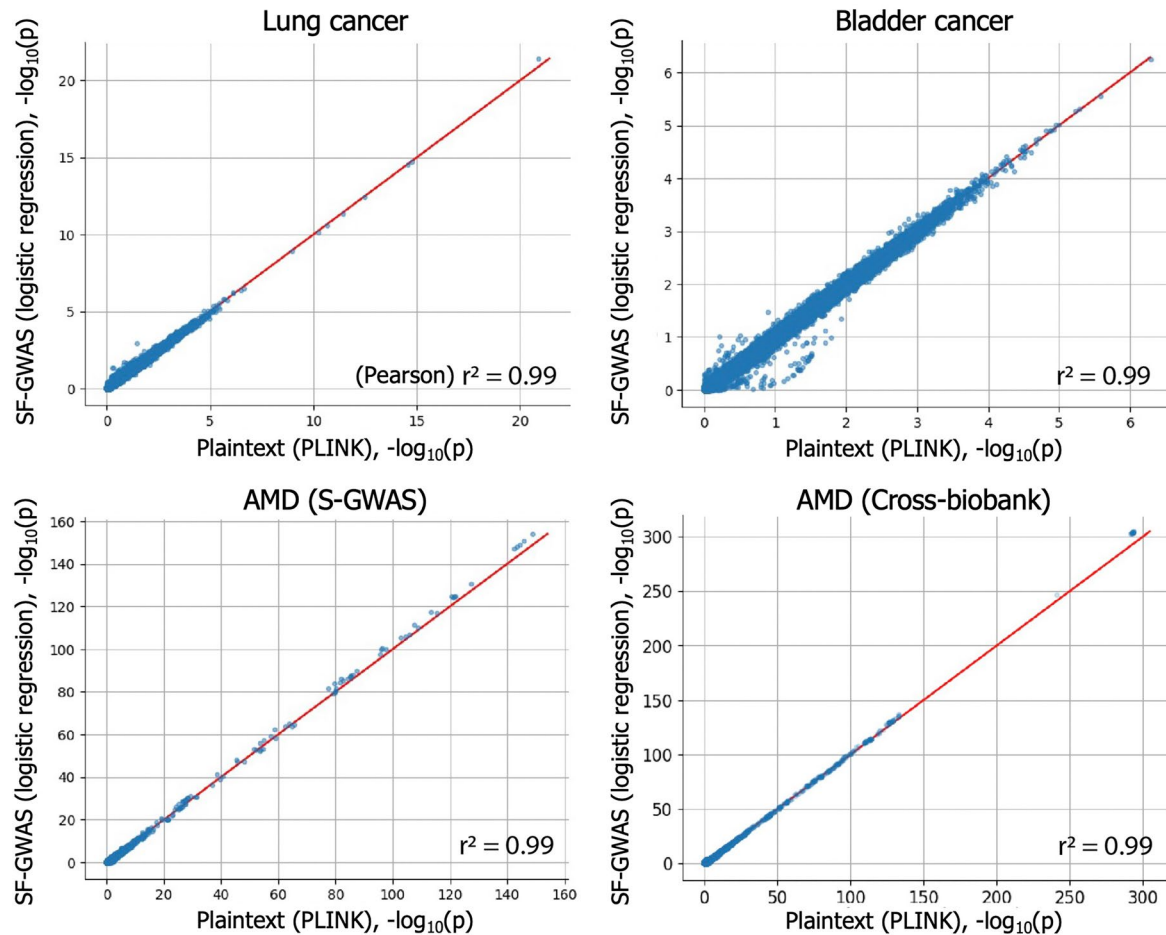 Lung cancer
SF-GWAS (logistic regression), -log₁₀(p)
20
15
10
5
0
0 5 10 15 20
(Pearson) r² = 0.99
Plaintext (PLINK), -log₁₀(p)
Bladder cancer
SF-GWAS (logistic regression), -log₁₀(p)
6
5
4
3
2
1
0
0 1 2 3 4 5 6
r² = 0.99
Plaintext (PLINK), -log₁₀(p)
AMD (S-GWAS)
SF-GWAS (logistic regression), -log₁₀(p)
160
140
120
100
80
60
40
20
0
0 20 40 60 80 100 120 140 160
r² = 0.99
Plaintext (PLINK), -log₁₀(p)
AMD (Cross-biobank)
SF-GWAS (logistic regression), -log₁₀(p)
300
250
200
150
100
50
0
0 50 100 150 200 250 300
r² = 0.99
Plaintext (PLINK), -log₁₀(p)